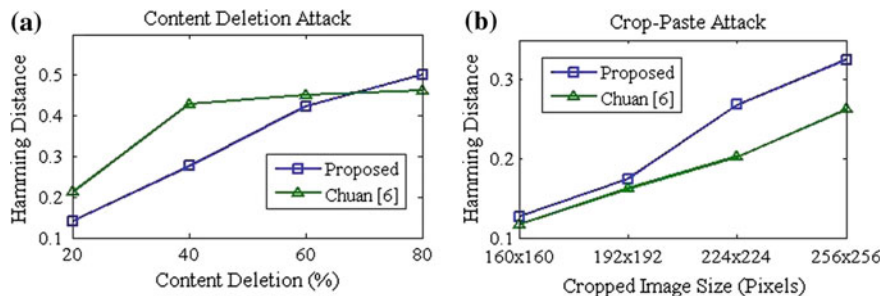 (a)
Content Deletion Attack
Hamming Distance
0.5
0.4
0.3
0.2
0.1
20
40
60
80
Content Deletion (%)
Proposed
Chuan [6]
(b)
Crop-Paste Attack
Hamming Distance
0.3
0.2
0.1
160x160
192x192
224x224
256x256
Cropped Image Size (Pixels)
Proposed
Chuan [6]